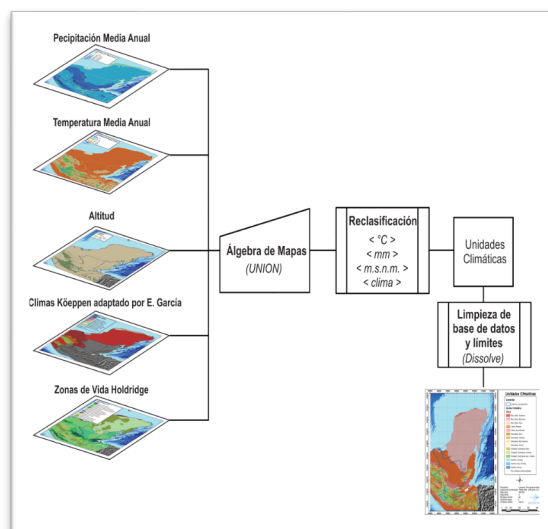 Pecipitación Media Anual
Temperatura Media Anual
Altitud
Climas Köeppen adaptado por E. García
Zonas de Vida Holdridge
Álgebra de Mapas
(UNION)
Reclasificación
< °C >
< mm >
< m.s.n.m. >
< clima >
Unidades
Climáticas
Limpieza de
base de datos
y límites
(Dissolve)
Unidades Climáticas